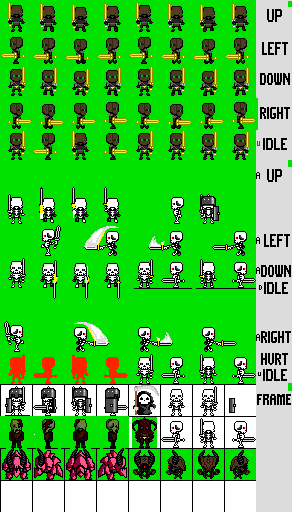 UP
LEFT
DOWN
RIGHT
U IDLE
A UP
A LEFT
A DOWN
D IDLE
A RIGHT
HURT
D IDLE
FRAME